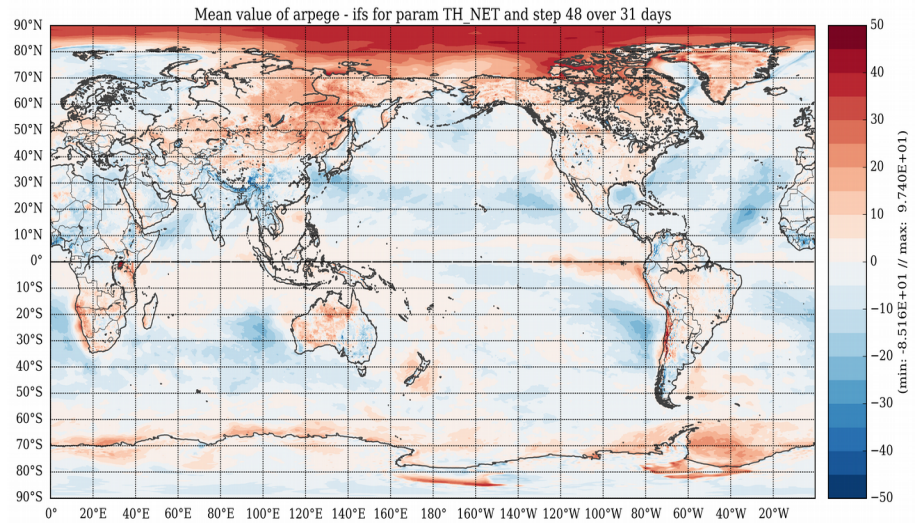 Mean value of arpege - ifs for param TH_NET and step 48 over 31 days
90°N
80°N
70°N
60°N
50°N
40°N
30°N
20°N
10°N
0°
10°S
20°S
30°S
40°S
50°S
60°S
70°S
80°S
90°S
0° 20°E 40°E 60°E 80°E 100°E 120°E 140°E 160°E 180°W 160°W 140°W 120°W 100°W 80°W 60°W 40°W 20°W
50
40
30
20
10
0
−10
−20
−30
−40
−50
(min: -8.516E+01 // max: 9.740E+01)